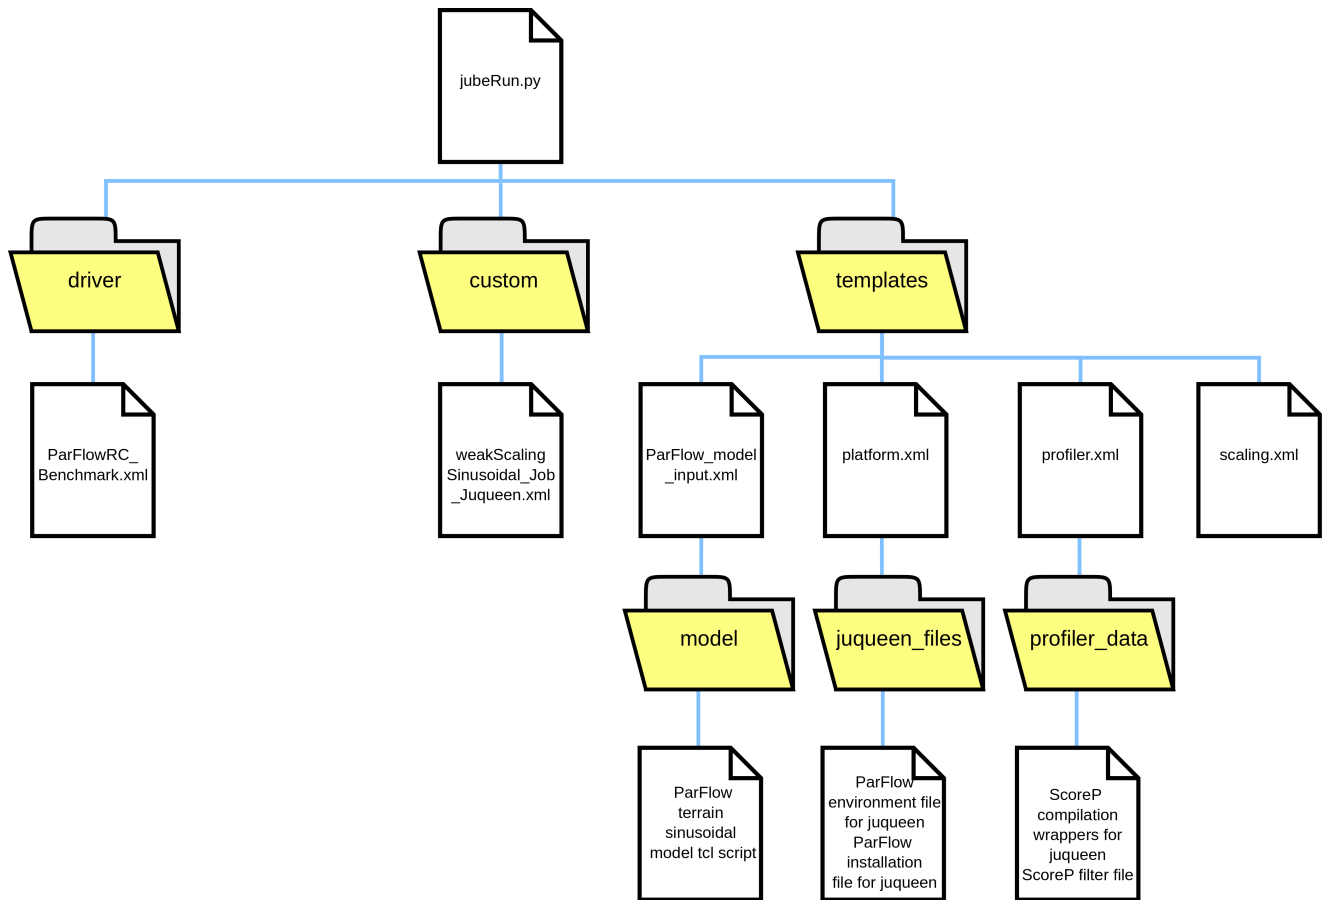 jubeRun.py
driver
custom
templates
ParFlowRC_
Benchmark.xml
weakScaling
Sinusoidal_Job
_Juqueen.xml
ParFlow_model
_input.xml
platform.xml
profiler.xml
scaling.xml
model
juqueen_files
profiler_data
ParFlow
terrain
sinusoidal
model tcl script
ParFlow
environment file
for juqueen
ParFlow
installation
file for juqueen
ScoreP
compilation
wrappers for
juqueen
ScoreP filter file